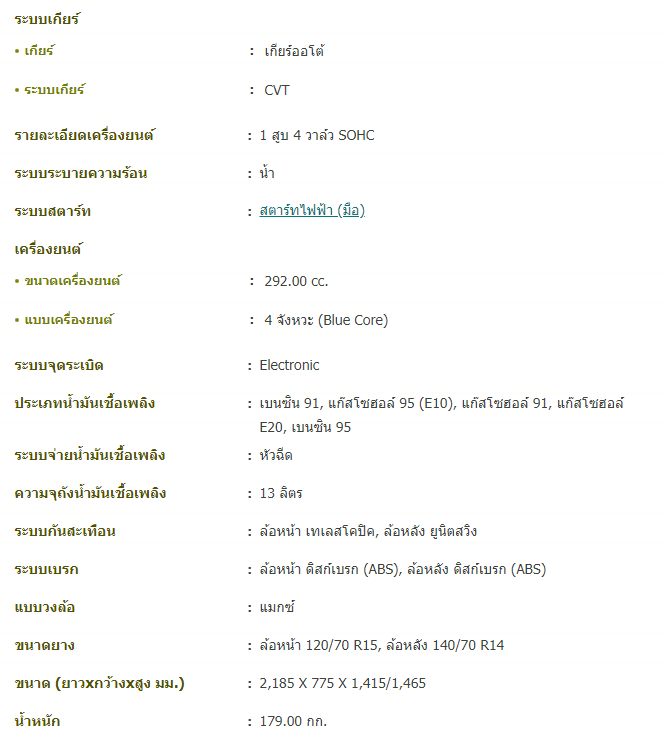 ระบบเกียร์
• เกียร์ : เกียร์ออโต้
• ระบบเกียร์ : CVT
รายละเอียดเครื่องยนต์ : 1 สูบ 4 วาล์ว SOHC
ระบบระบายความร้อน : น้ำ
ระบบสตาร์ท : สตาร์ทไฟฟ้า (มือ)
เครื่องยนต์
• ขนาดเครื่องยนต์ : 292.00 cc.
• แบบเครื่องยนต์ : 4 จังหวะ (Blue Core)
ระบบจุดระเบิด : Electronic
ประเภทน้ำมันเชื้อเพลิง : เบนซิน 91, แก๊สโซฮอล์ 95 (E10), แก๊สโซฮอล์ 91, แก๊สโซฮอล์
E20, เบนซิน 95
ระบบจ่ายน้ำมันเชื้อเพลิง : หัวฉีด
ความจุถังน้ำมันเชื้อเพลิง : 13 ลิตร
ระบบกันสะเทือน : ล้อหน้า เทเลสโคปิค, ล้อหลัง ยูนิตสวิง
ระบบเบรก : ล้อหน้า ดิสก์เบรก (ABS), ล้อหลัง ดิสก์เบรก (ABS)
แบบวงล้อ : แมกซ์
ขนาดยาง : ล้อหน้า 120/70 R15, ล้อหลัง 140/70 R14
ขนาด (ยาวxกว้างxสูง มม.) : 2,185 X 775 X 1,415/1,465
น้ำหนัก : 179.00 กก.